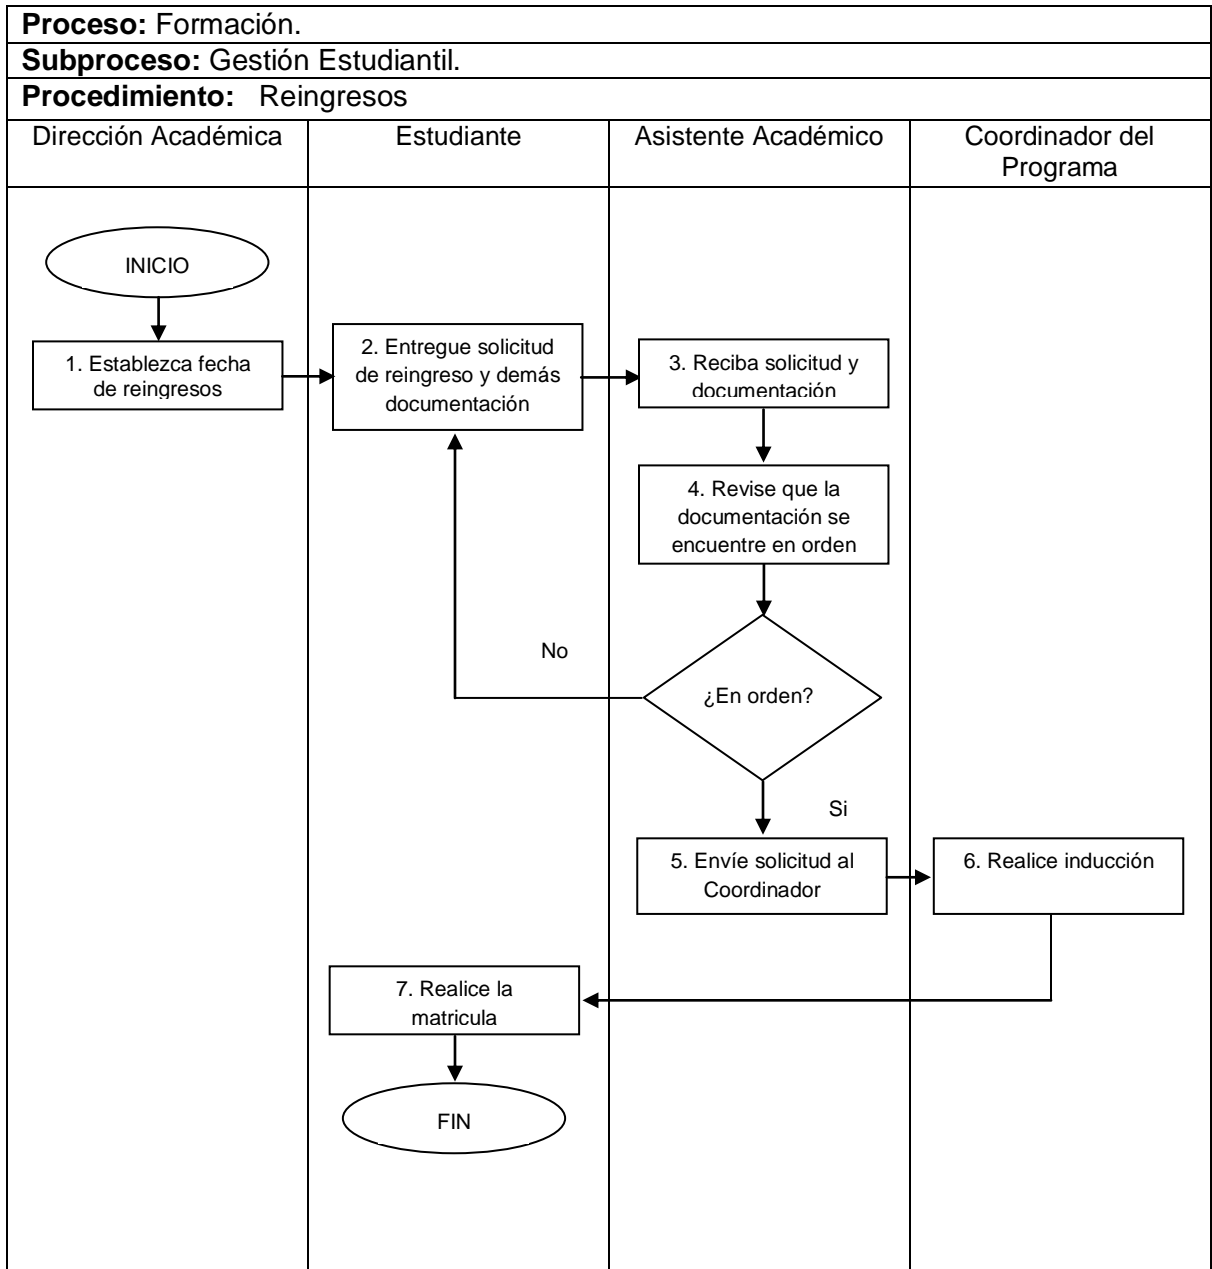 Proceso: Formación.
Subproceso: Gestión Estudiantil.
Procedimiento: Reingresos
Dirección Académica
Estudiante
Asistente Académico
Coordinador del
Programa
INICIO
1. Establezca fecha
de reingresos
2. Entregue solicitud
de reingreso y demás
documentación
3. Reciba solicitud y
documentación
4. Revise que la
documentación se
encuentre en orden
¿En orden?
No
Si
5. Envíe solicitud al
Coordinador
6. Realice inducción
7. Realice la
matricula
FIN